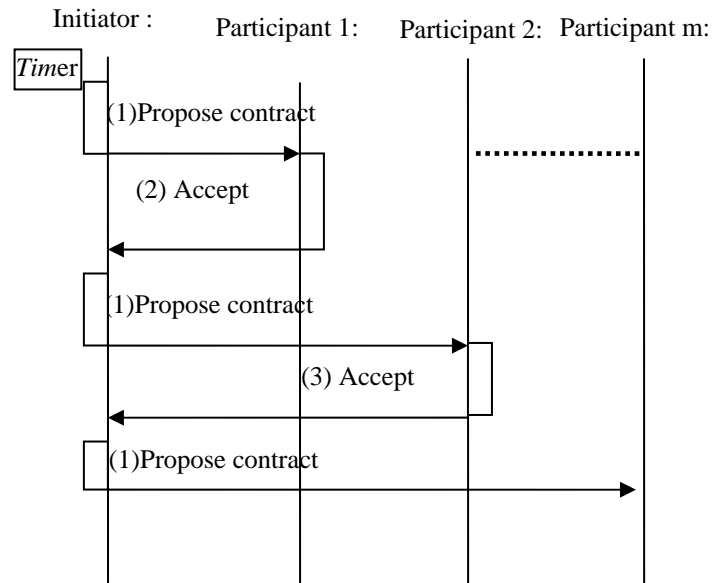 Initiator :
Participant 1:
Participant 2:
Participant m:
Timer
(1)Propose contract
(2) Accept
(1)Propose contract
(3) Accept
(1)Propose contract